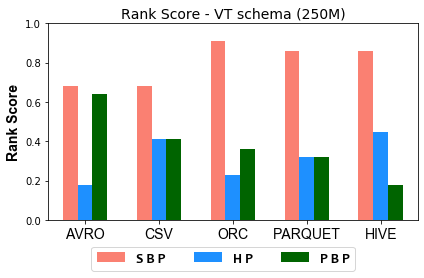 Rank Score - VT schema (250M)
1.0
0.8
0.6
0.4
0.2
0.0
Rank Score
AVRO CSV ORC PARQUET HIVE
S B P H P P B P